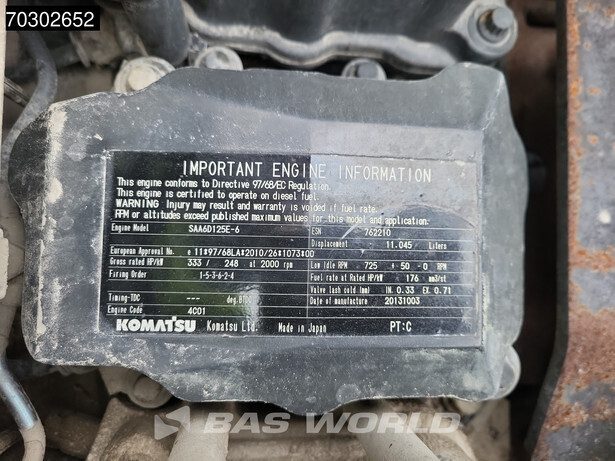 70302652
IMPORTANT ENGINE INFORMATION
This engine conforms to Directive 97/68/EC Regulation.
This engine is certified to operate on diesel fuel.
WARNING Injury may result and warranty is voided if fuel rate or
RPM or altitudes exceed published maximum values for this model and application.
Engine Model SAA6D125E-6 ESN 762210
Displacement 11.045 Liters
European Approval No. e 11*97/68LA*2010/26*1073*00
Gross rated HP/kW 333 / 248 at 2000 rpm Low Idle RPM 725 + 50 -0 RPM
Firing Order 1-5-3-6-2-4 Fuel rate at Rated HP/kW 176 mm3/st
Valve lash cold (mm) IN. 0.33 EX. 0.71
Timing-TDC --- Date of manufacture 20131003
Engine Code 4C01
KOMATSU Komatsu Ltd. Made in Japan PT:C
BAS WORLD